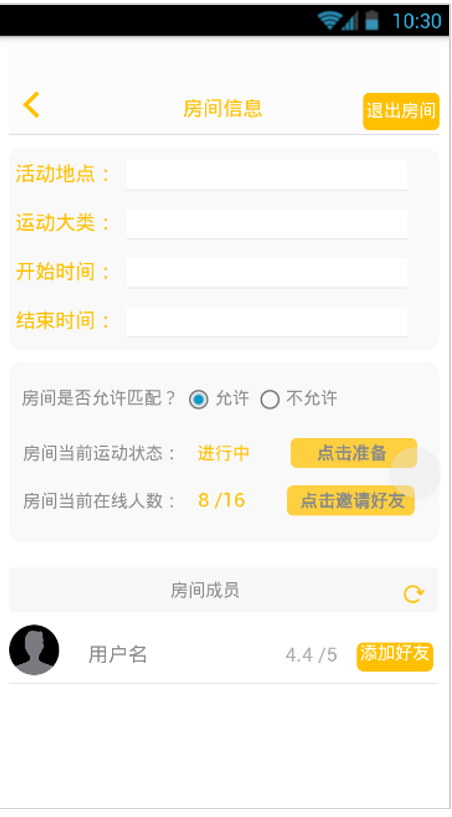 10:30
房间信息
退出房间
活动地点：
运动大类：
开始时间：
结束时间：
房间是否允许匹配？ 允许 不允许
房间当前运动状态： 进行中 点击准备
房间当前在线人数： 8 /16 点击邀请好友
房间成员
用户名 4.4 /5 添加好友